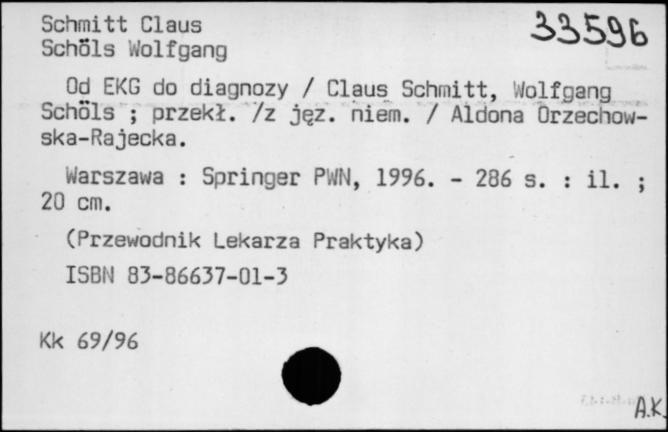 Schmitt Claus
33596
Schöls Wolfgang
Od EKG do diagnozy / Claus Schmitt, Wolfgang
Schöls ; przekł. /z jęz. niem. / Aldona Orzechow-
ska-Rajecka.
Warszawa : Springer PWN, 1996. - 286 s. : il. ;
20 cm.
(Przewodnik Lekarza Praktyka)
ISBN 83-86637-01-3
Kk 69/96
A.K.